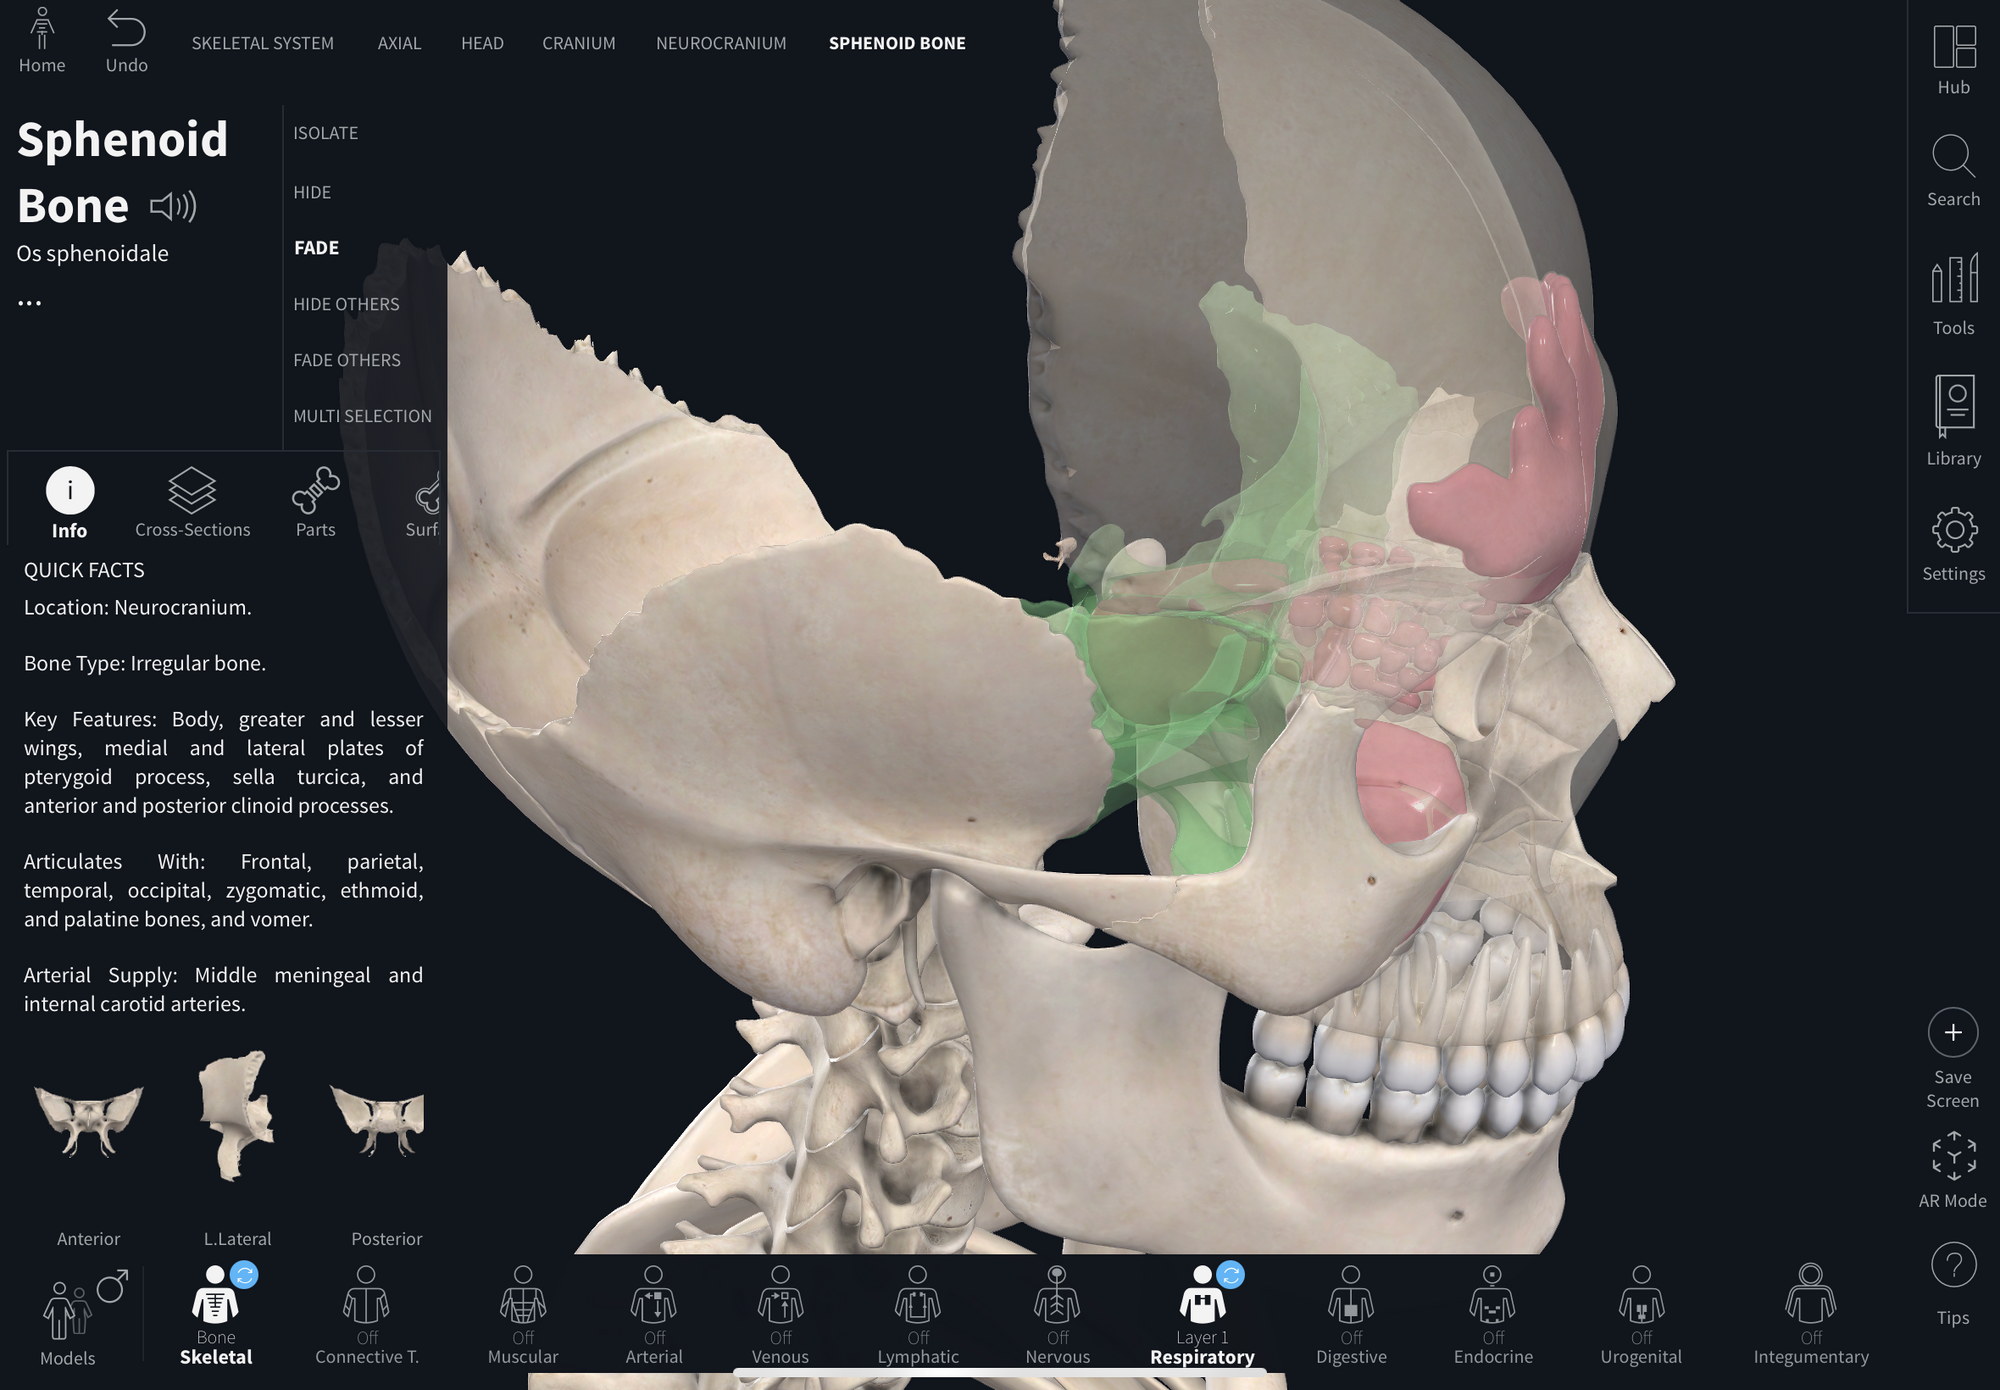 Home
Undo
SKELETAL SYSTEM
AXIAL
HEAD
CRANIUM
NEUROCRANIUM
SPHENOID BONE
Sphenoid
Bone
Os sphenoidale
...
ISOLATE
HIDE
FADE
HIDE OTHERS
FADE OTHERS
MULTI SELECTION
i
Info
Cross-Sections
Parts
Surf
QUICK FACTS
Location: Neurocranium.
Bone Type: Irregular bone.
Key Features: Body, greater and lesser
wings, medial and lateral plates of
pterygoid process, sella turcica, and
anterior and posterior clinoid processes.
Articulates With: Frontal, parietal,
temporal, occipital, zygomatic, ethmoid,
and palatine bones, and vomer.
Arterial Supply: Middle meningeal and
internal carotid arteries.
Anterior
L.Lateral
Posterior
Hub
Search
Tools
Library
Settings
Save
Screen
AR Mode
?
Tips
Models
Bone
Skeletal
Off
Connective T.
Off
Muscular
Off
Arterial
Off
Venous
Off
Lymphatic
Off
Nervous
Layer 1
Respiratory
Off
Digestive
Off
Endocrine
Off
Urogenital
Off
Integumentary